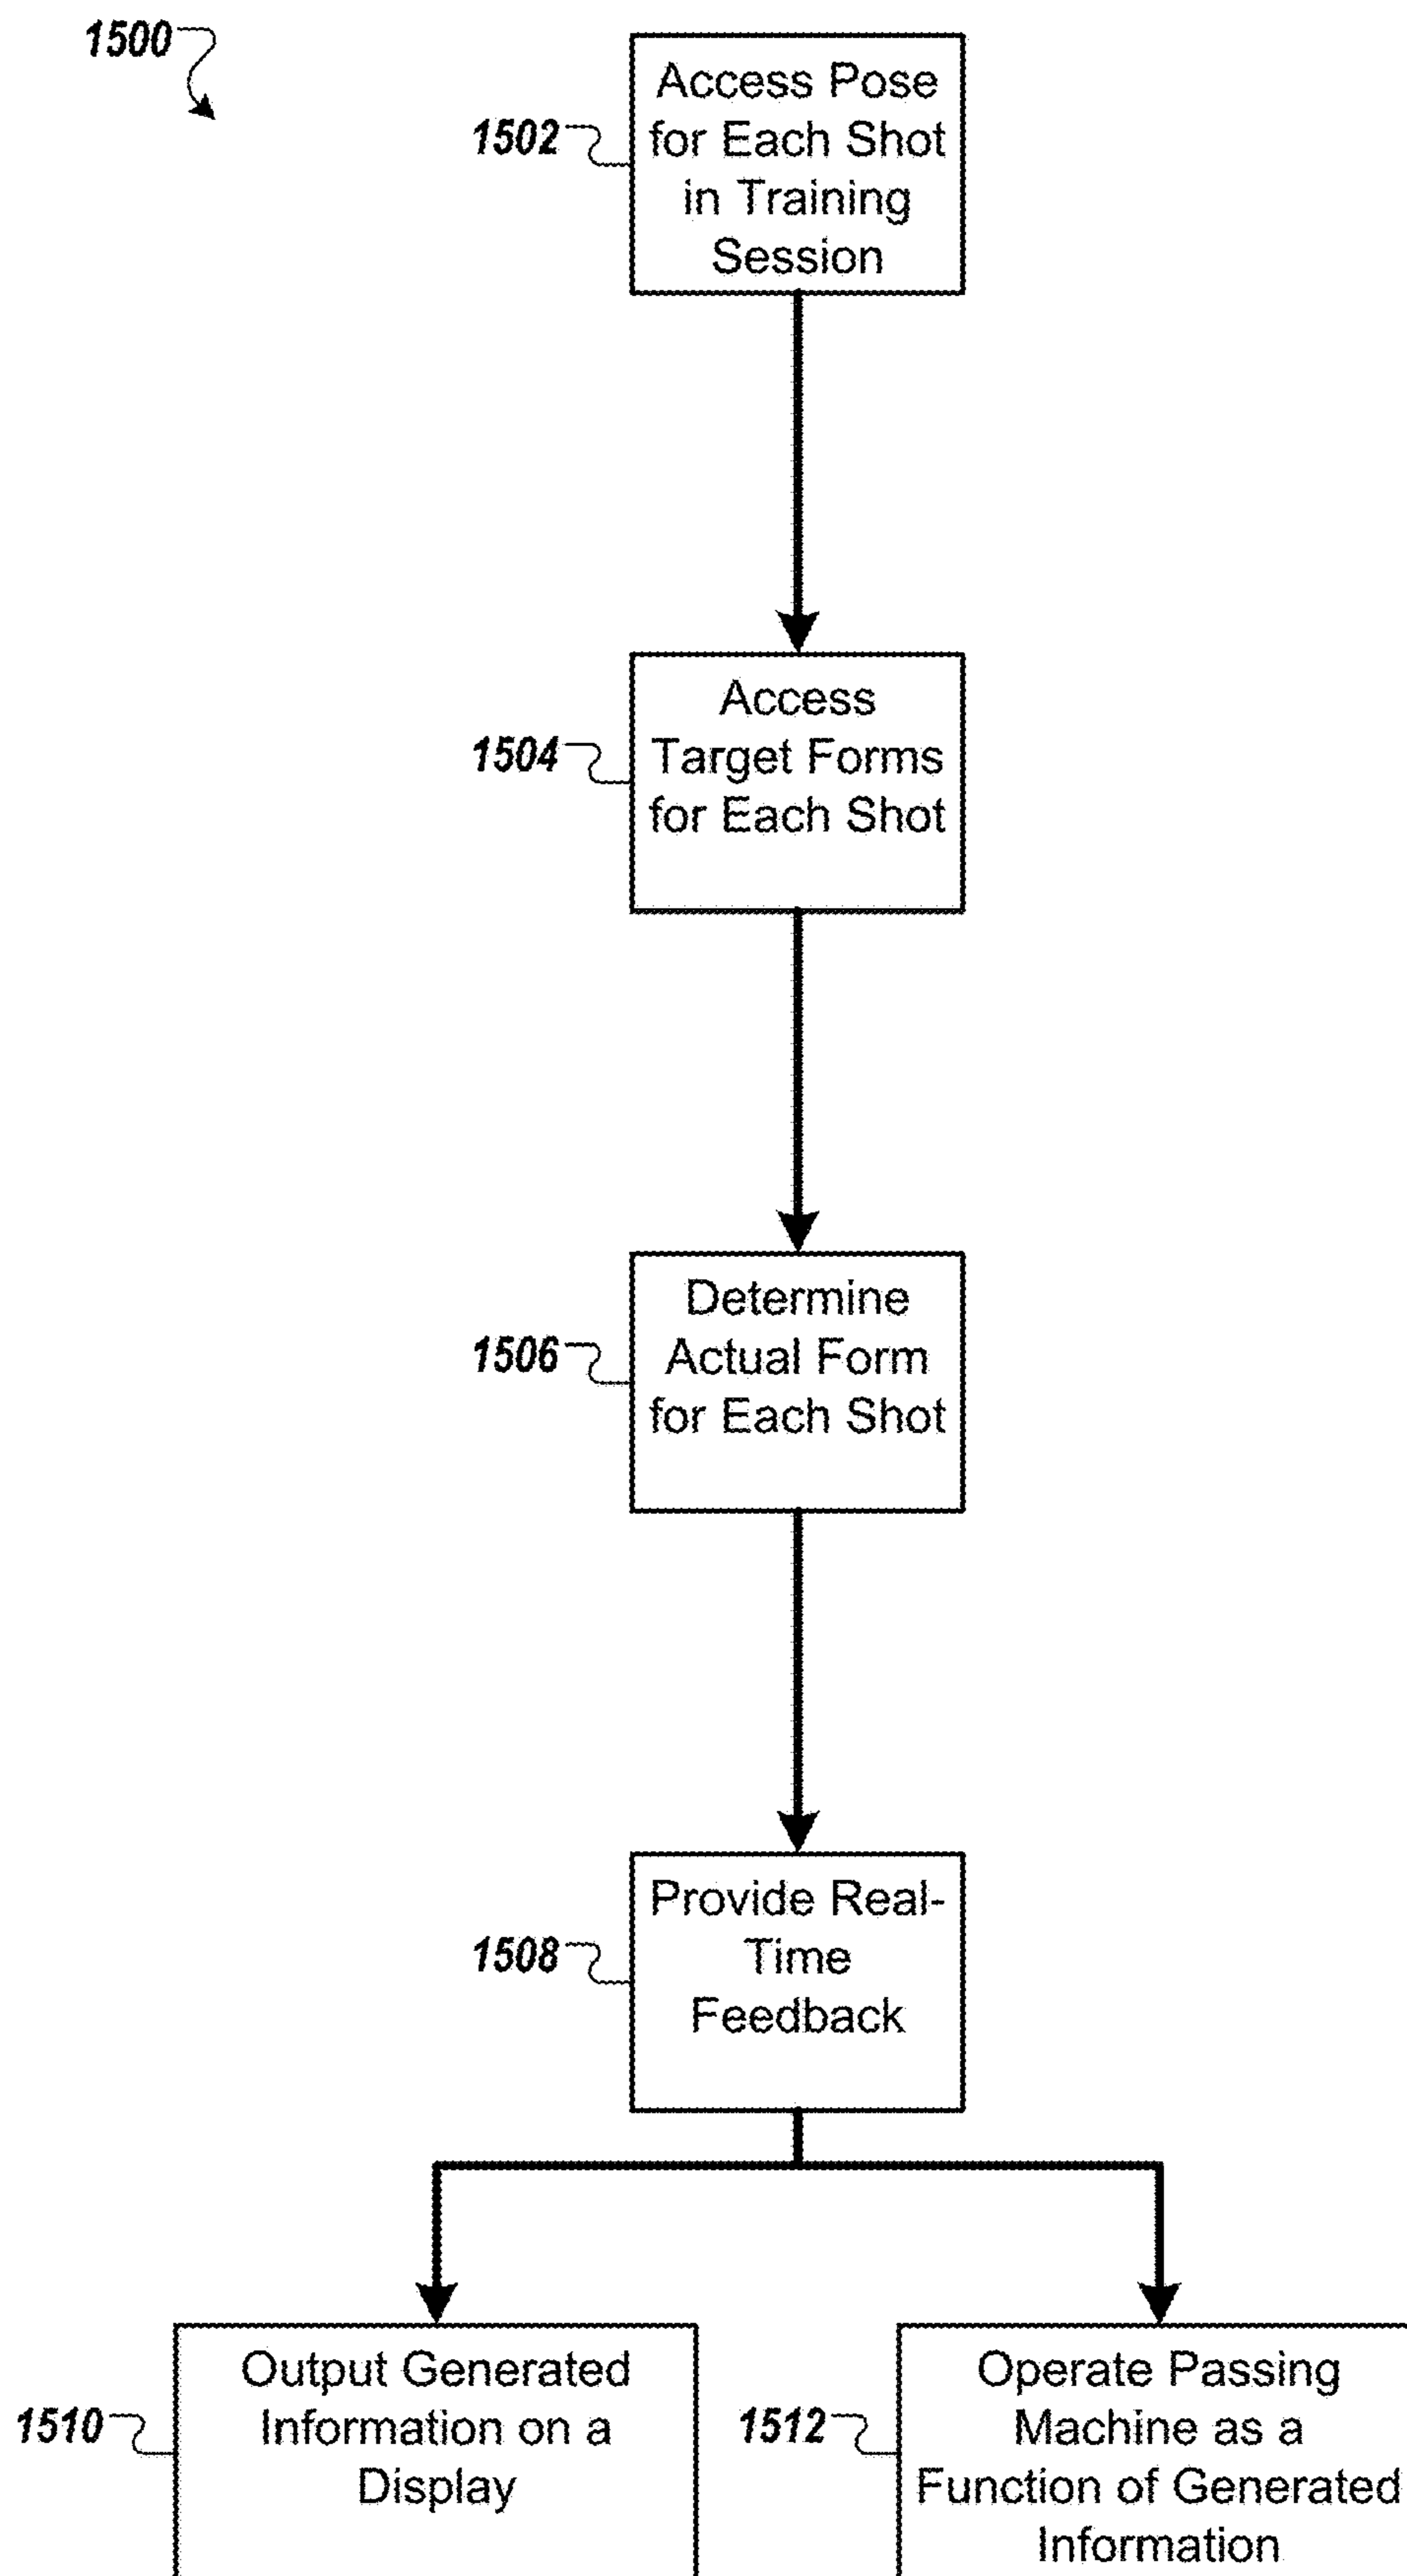 1500
Access Pose
for Each Shot
in Training
Session
1502
Access
Target Forms
for Each Shot
1504
Determine
Actual Form
for Each Shot
1506
Provide Real-
Time
Feedback
1508
Output Generated
Information on a
Display
1510
Operate Passing
Machine as a
Function of Generated
Information
1512